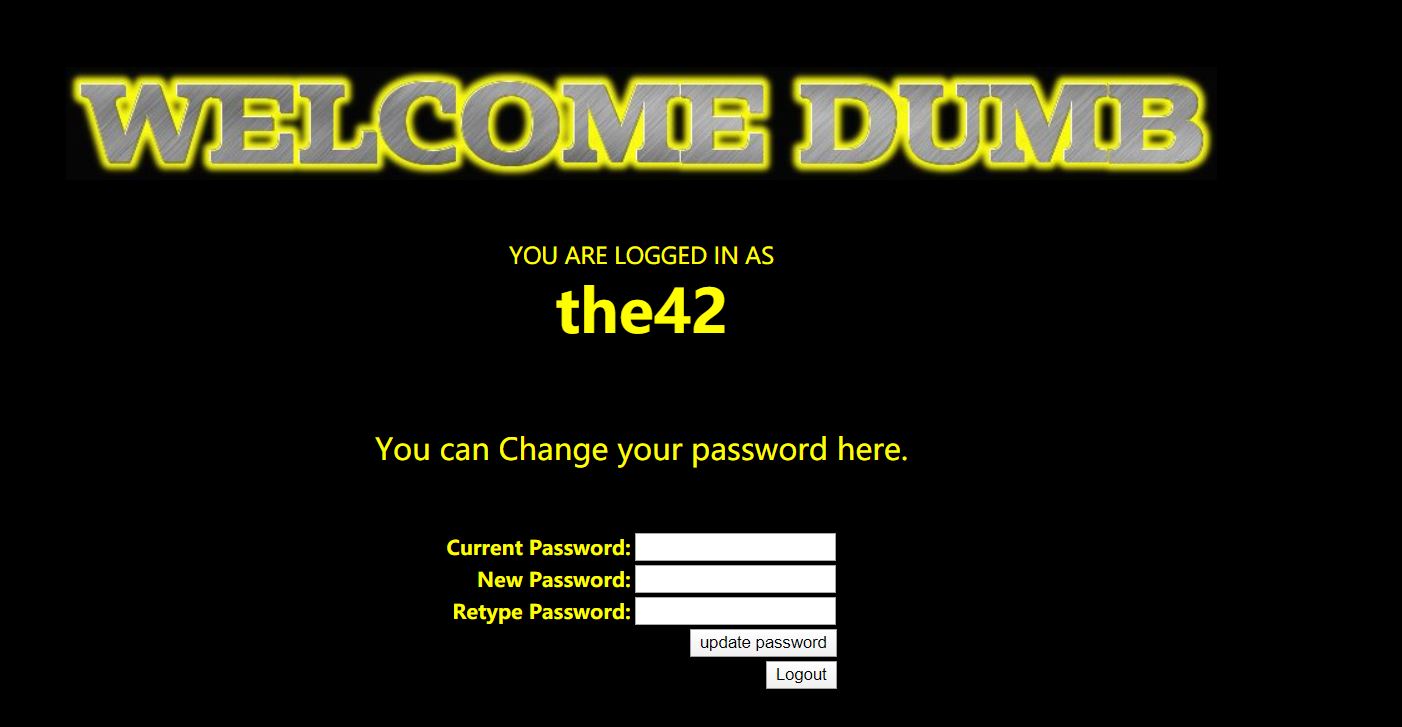 WELCOME DUMB
YOU ARE LOGGED IN AS
the42
You can Change your password here.
Current Password:
New Password:
Retype Password:
update password
Logout